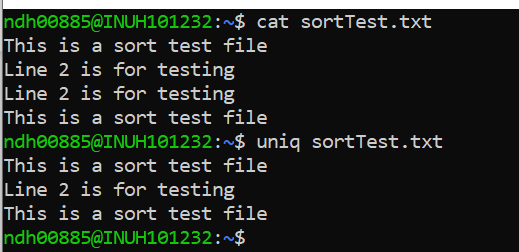 ndh00885@INUH101232:~$ cat sortTest.txt
This is a sort test file
Line 2 is for testing
Line 2 is for testing
This is a sort test file
ndh00885@INUH101232:~$ uniq sortTest.txt
This is a sort test file
Line 2 is for testing
This is a sort test file
ndh00885@INUH101232:~$